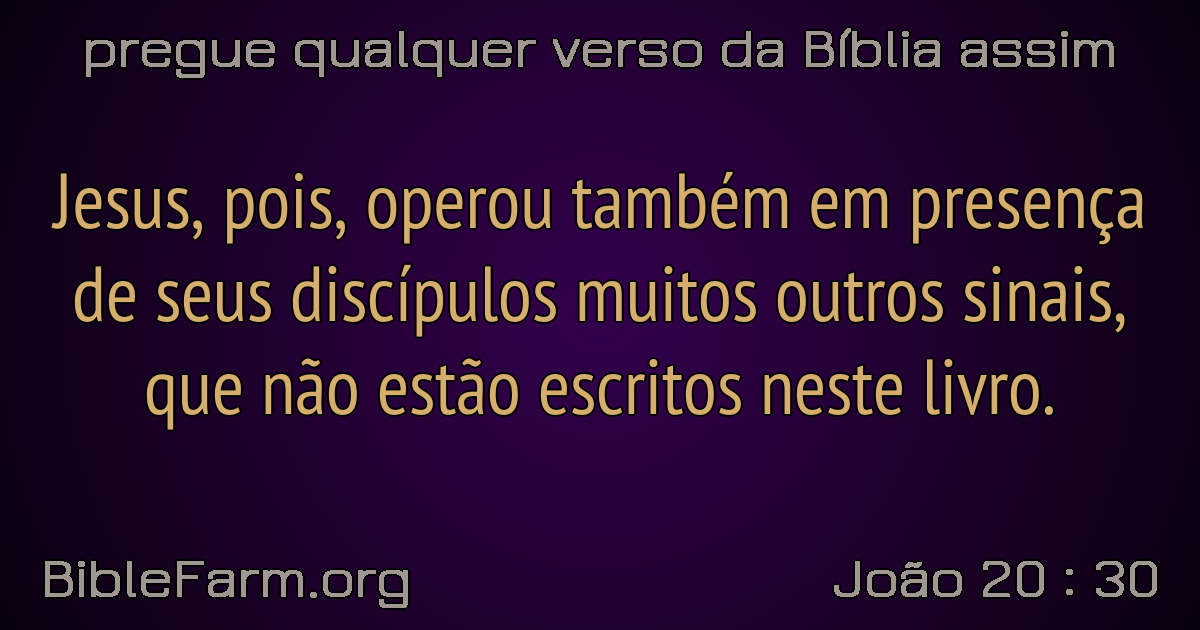 pregue qualquer verso da Bíblia assim
Jesus, pois, operou também em presença
de seus discípulos muitos outros sinais,
que não estão escritos neste livro.
BibleFarm.org
João 20 : 30